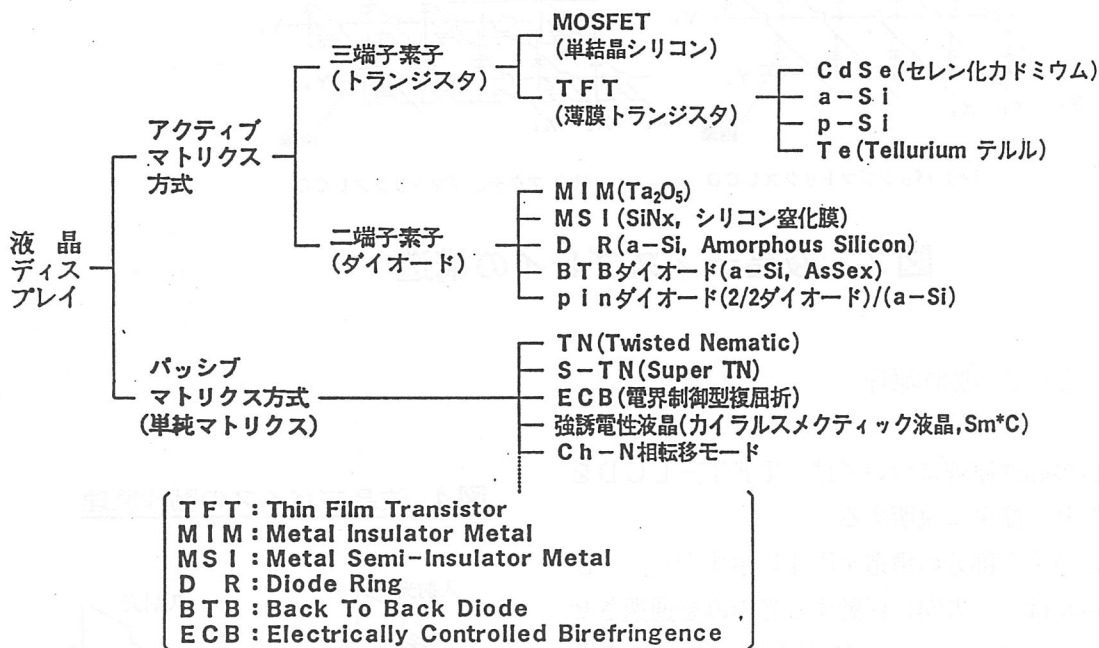 液晶
ディス
プレイ
アクティブ
マトリクス
方式
三端子素子
(トランジスタ)
MOSFET
(単結晶シリコン)
TFT
(薄膜トランジスタ)
CdSe(セレン化カドミウム)
a-Si
p-Si
Te(Tellurium テルル)
二端子素子
(ダイオード)
MIM(Ta₂O₅)
MSI(SiNx, シリコン窒化膜)
D R(a-Si, Amorphous Silicon)
BTBダイオード(a-Si, AsSex)
pinダイオード(2/2ダイオード)/(a-Si)
パッシブ
マトリクス方式
(単純マトリクス)
TN(Twisted Nematic)
S-TN(Super TN)
ECB(電界制御型複屈折)
強誘電性液晶(カイラルスメクティック液晶,Sm*C)
Ch-N相転移モード
TFT:Thin Film Transistor
MIM:Metal Insulator Metal
MSI:Metal Semi-Insulator Metal
D R:Diode Ring
BTB:Back To Back Diode
ECB:Electrically Controlled Birefringence